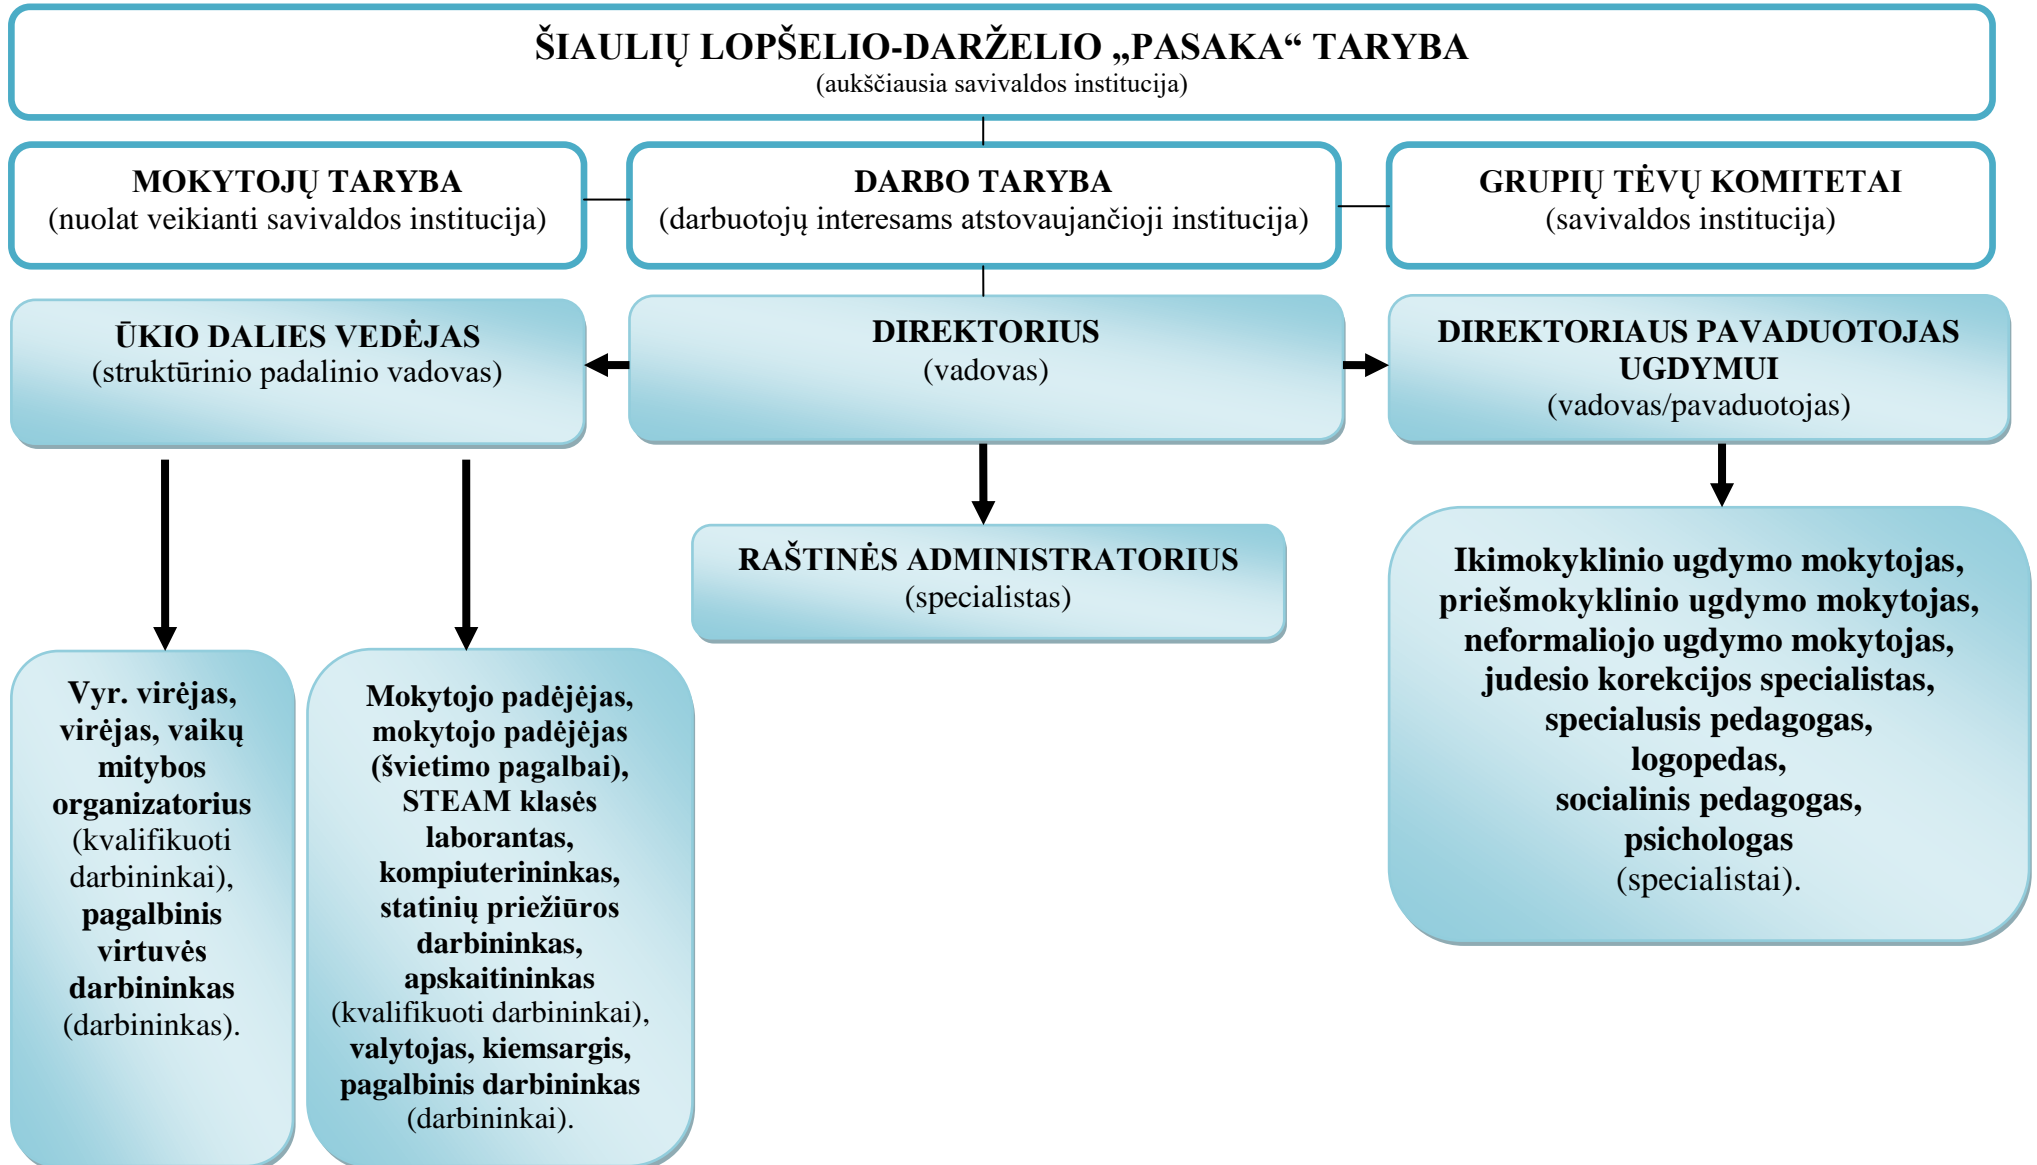 ŠIAULIŲ LOPŠELIO-DARŽELIO „PASAKA“ TARYBA
(aukščiausia savivaldos institucija)
MOKYTOJŲ TARYBA
(nuolat veikianti savivaldos institucija)
DARBO TARYBA
(darbuotojų interesams atstovaujančioji institucija)
GRUPIŲ TĖVŲ KOMITETAI
(savivaldos institucija)
ŪKIO DALIES VEDĖJAS
(struktūrinio padalinio vadovas)
DIREKTORIUS
(vadovas)
DIREKTORIAUS PAVADUOTOJAS
UGDYMUI
(vadovas/pavaduotojas)
RAŠTINĖS ADMINISTRATORIUS
(specialistas)
Vyr. virėjas,
virėjas, vaikų
mitybos
organizatorius
(kvalifikuoti
darbininkai),
pagalbinis
virtuvės
darbininkas
(darbininkas).
Mokytojo padėjėjas,
mokytojo padėjėjas
(švietimo pagalbai),
STEAM klasės
laborantas,
kompiuterininkas,
statinių priežiūros
darbininkas,
apskaitininkas
(kvalifikuoti darbininkai),
valytojas, kiemsargis,
pagalbinis darbininkas
(darbininkai).
Ikimokyklinio ugdymo mokytojas,
priešmokyklinio ugdymo mokytojas,
neformaliojo ugdymo mokytojas,
judesio korekcijos specialistas,
specialusis pedagogas,
logopedas,
socialinis pedagogas,
psichologas
(specialistai).